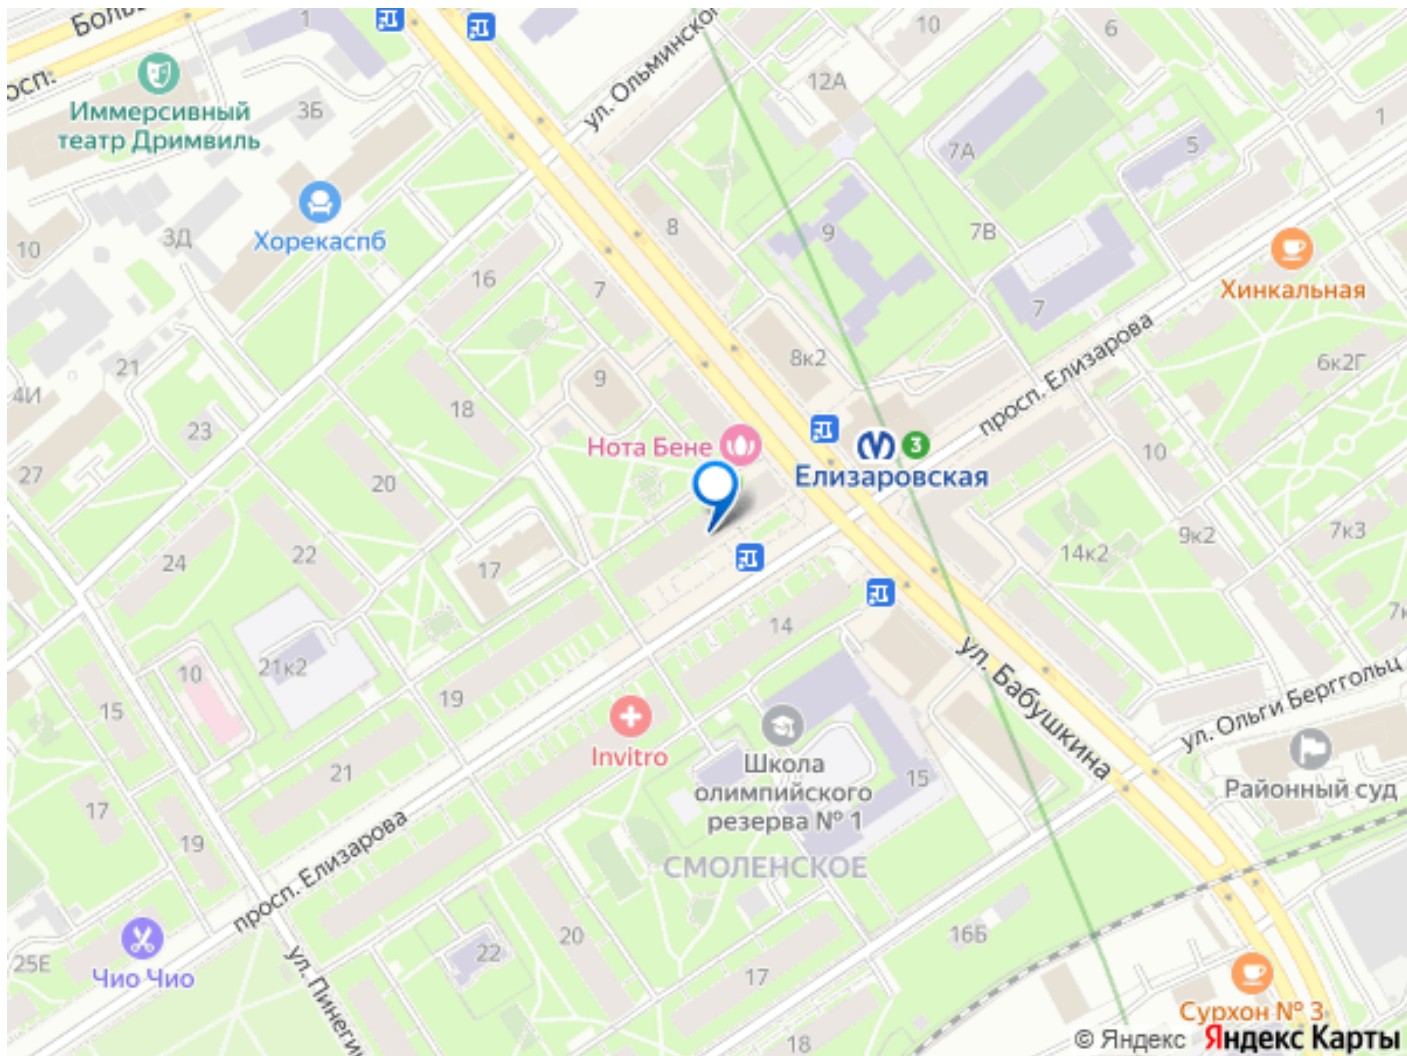 1
10
6
ул. Ольминского
12А
просп.
Иммерсивный
театр Дримвиль
3Б
1
7А
5
8
9
7В
10
3Д
Хорекаспб
16
7
7
Хинкальная
8к2
просп. Елизарова
6к2Г
21
9
4И
18
23
Нота Бене
3
Елизаровская
10
27
20
24
22
17
14к2
9к2
7к3
14
10
21к2
19
15
ул. Бабушкина
ул. Ольги Берггольц
Invitro
21
Школа
олимпийского
резерва № 1
15
Районный суд
17
19
просп. Елизарова
СМОЛЕНСКОЕ
20
16Б
22
25Е
Чио Чио
17
ул. Пинегин
Сурхон № 3
18
© Яндекс Яндекс Карты